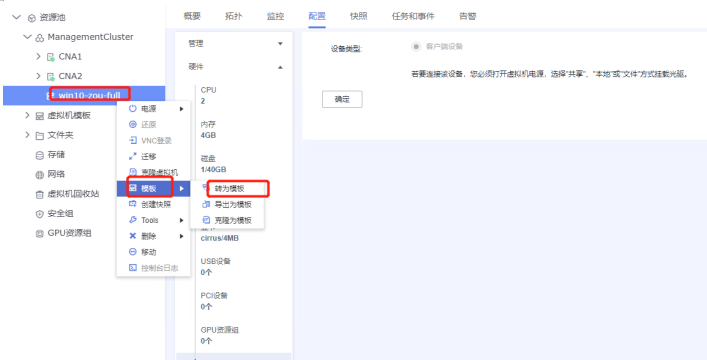 资源池
ManagementCluster
CNA1
CNA2
win10-zou-full
虚拟机模板
文件夹
存储
网络
虚拟机回收站
安全组
GPU资源组
电源
还原
VNC登录
迁移
克隆虚拟机
模板
创建快照
Tools
删除
移动
控制台日志
转为模板
导出为模板
克隆为模板
概要 拓扑 监控 配置 快照 任务和事件 告警
管理
硬件
CPU
2
内存
4GB
磁盘
1/40GB
cirrus/4MB
USB设备
0个
PCI设备
0个
GPU资源组
0个
设备类型:
客户端设备
若要连接该设备，您必须打开虚拟机电源，选择“共享”、“本地”或“文件”方式挂载光驱。
确定